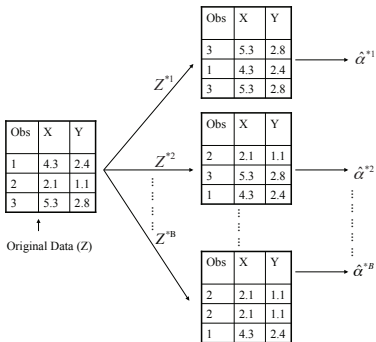 Obs X Y
3 5.3 2.8
1 4.3 2.4
3 5.3 2.8
Z*1
α̂*1
Obs X Y
1 4.3 2.4
2 2.1 1.1
3 5.3 2.8
Original Data (Z)
Z*2
Obs X Y
2 2.1 1.1
3 5.3 2.8
1 4.3 2.4
α̂*2
Z*B
Obs X Y
2 2.1 1.1
2 2.1 1.1
1 4.3 2.4
α̂*B